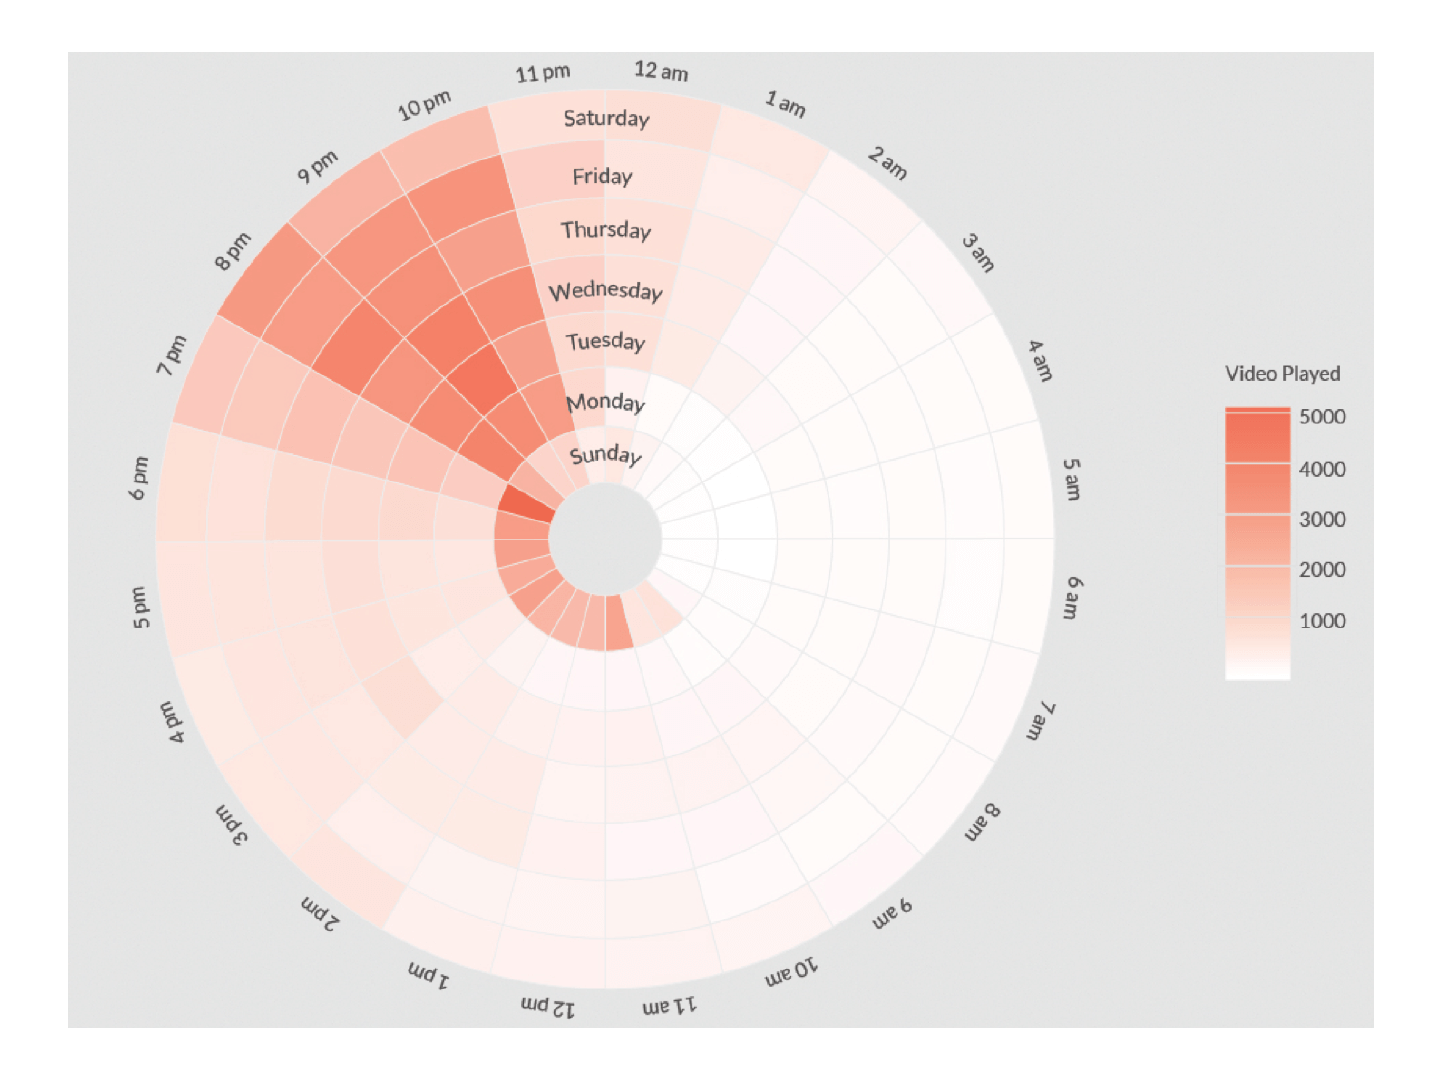 12 am
1 am
2 am
3 am
4 am
5 am
6 am
7 am
8 am
9 am
10 am
11 am
12 pm
1 pm
2 pm
3 pm
4 pm
5 pm
6 pm
7 pm
8 pm
9 pm
10 pm
11 pm
Saturday
Friday
Thursday
Wednesday
Tuesday
Monday
Sunday
Video Played
5000
4000
3000
2000
1000